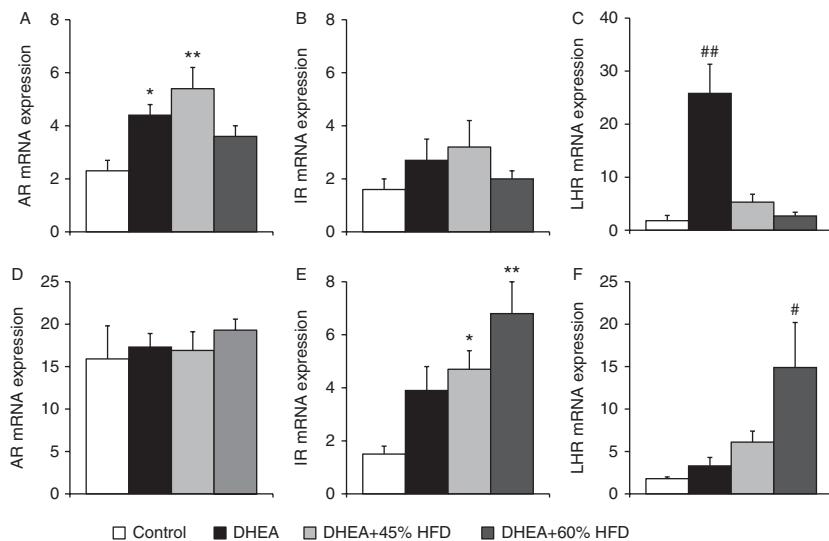 A
8
6
4
2
0
AR mRNA expression
*
**
B
8
6
4
2
0
IR mRNA expression
C
40
30
20
10
0
LHR mRNA expression
##
D
25
20
15
10
5
0
AR mRNA expression
E
8
6
4
2
0
IR mRNA expression
*
**
F
25
20
15
10
5
0
LHR mRNA expression
#
Control DHEA DHEA+45% HFD DHEA+60% HFD